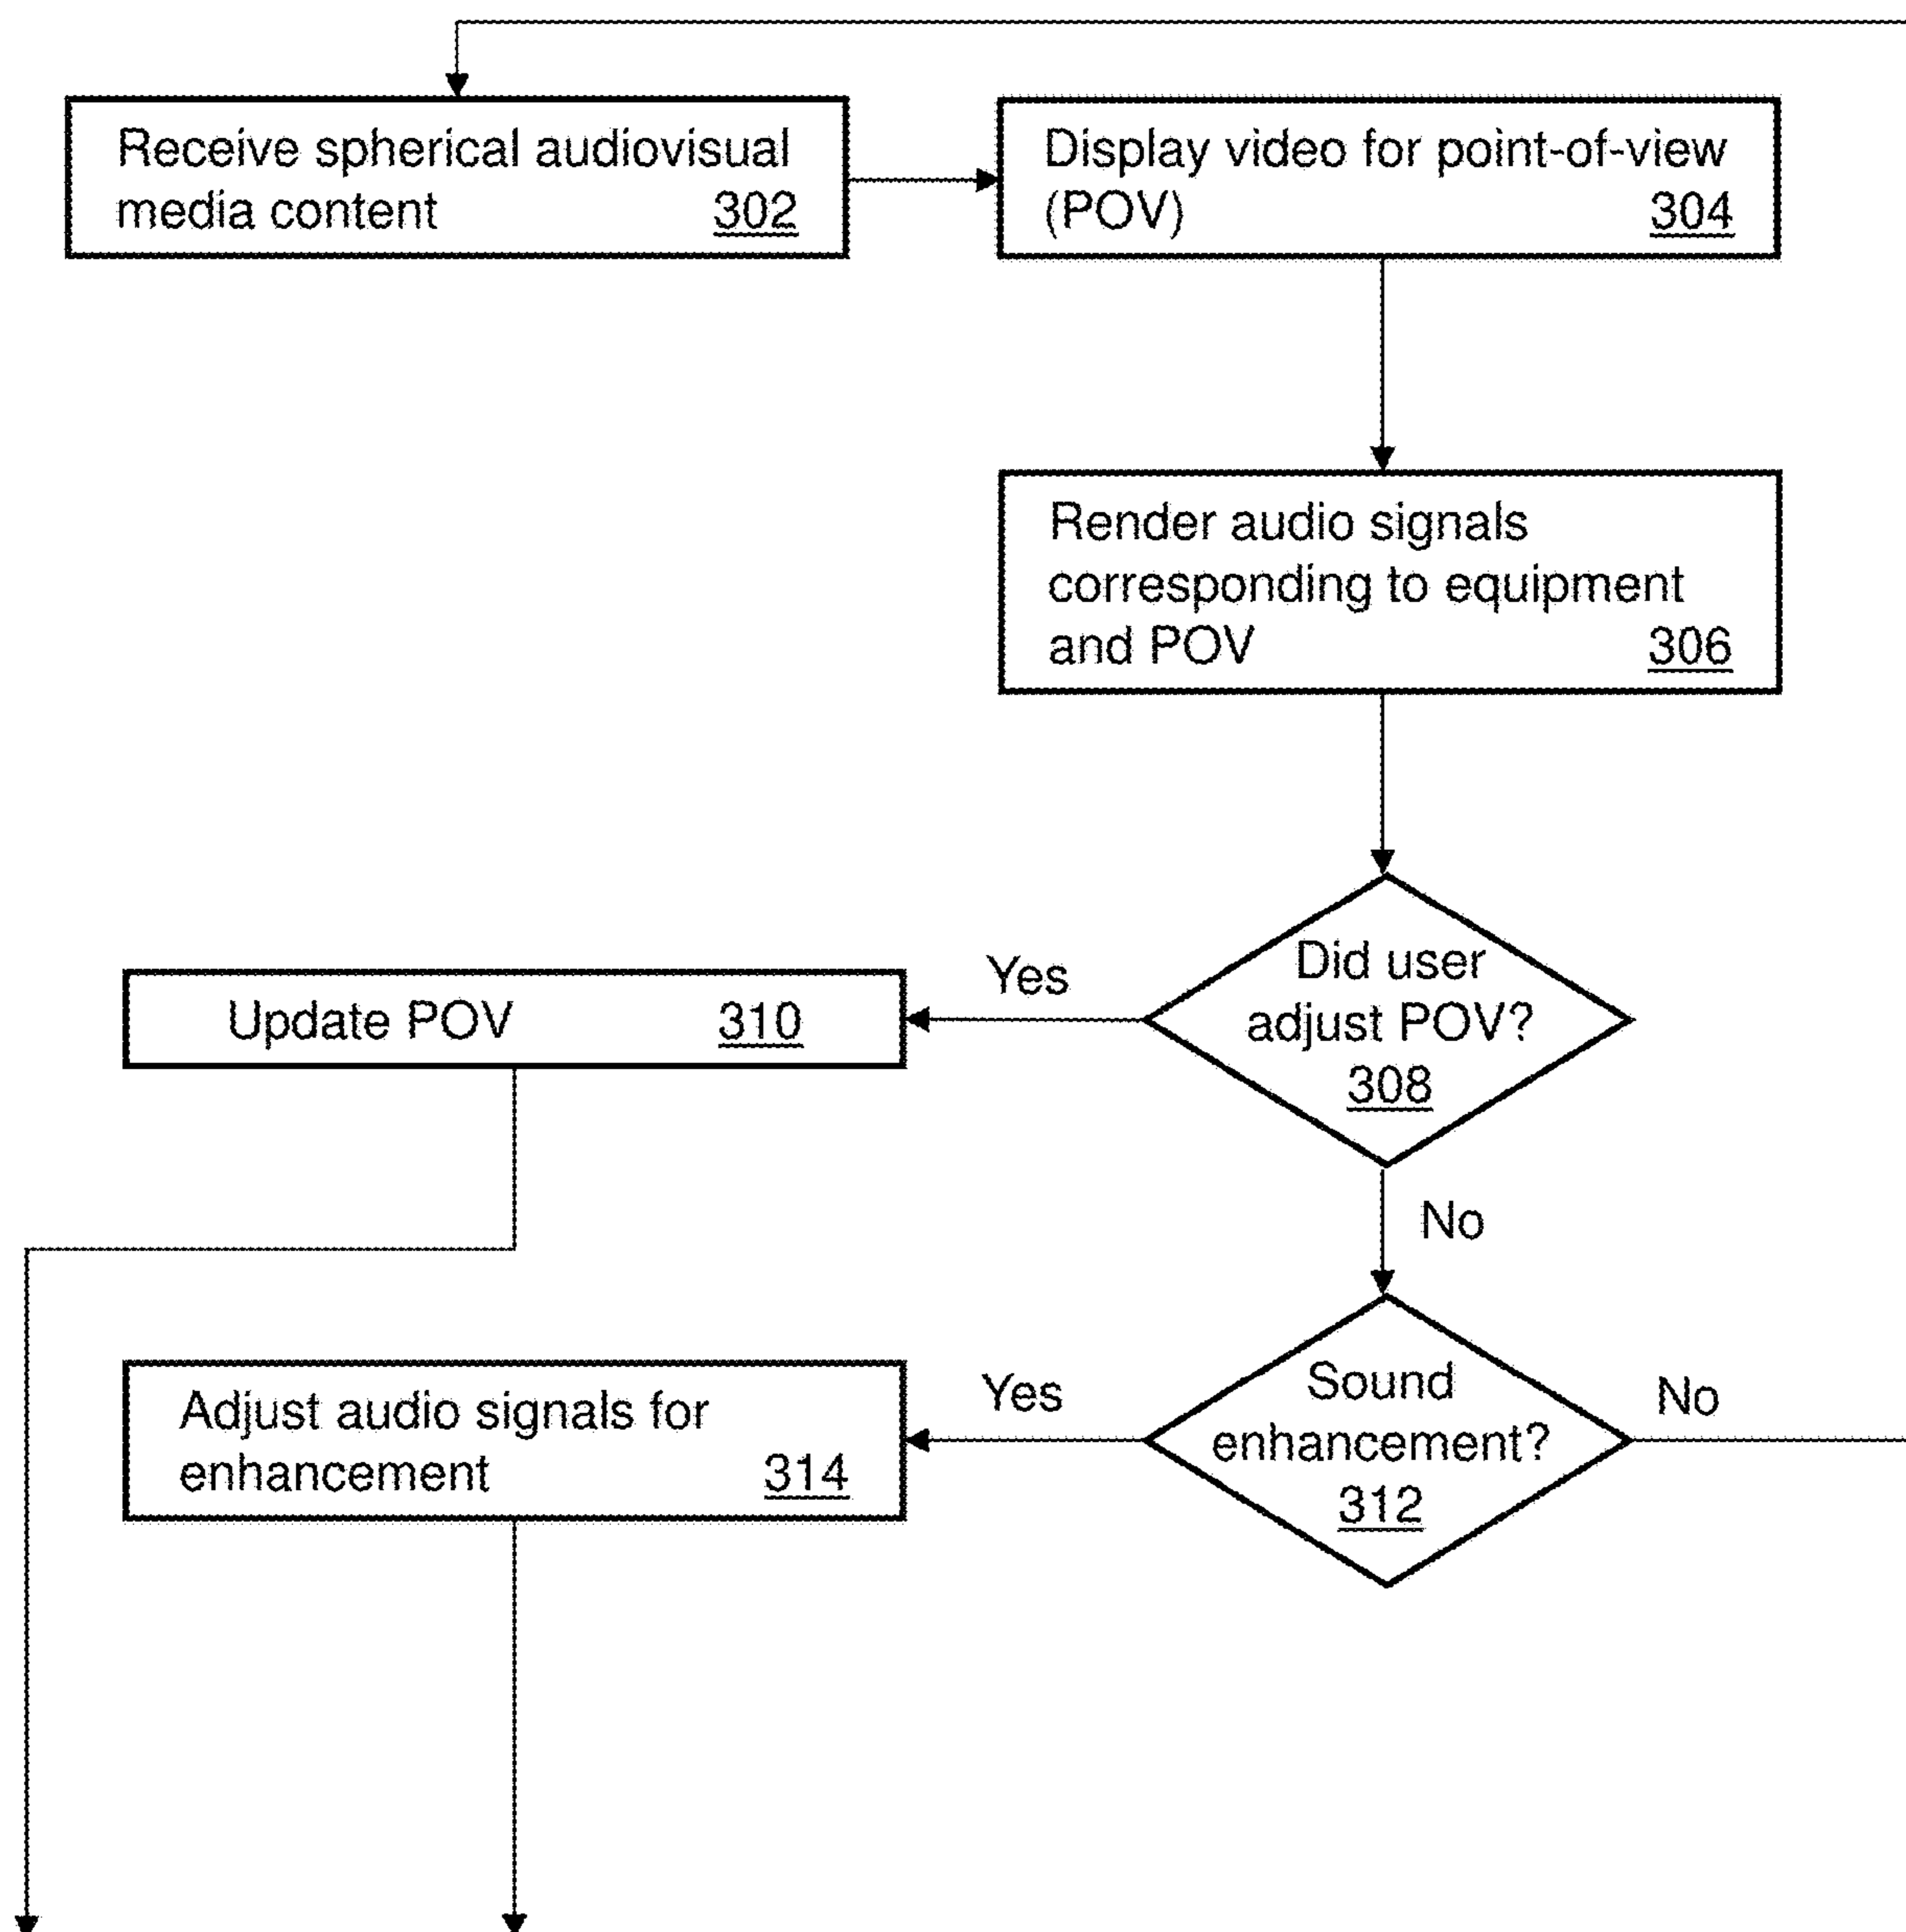 Receive spherical audiovisual
media content 302
Display video for point-of-view
(POV) 304
Render audio signals
corresponding to equipment
and POV 306
Did user
adjust POV?
308
Yes
Update POV 310
No
Sound
enhancement?
312
Yes
No
Adjust audio signals for
enhancement 314